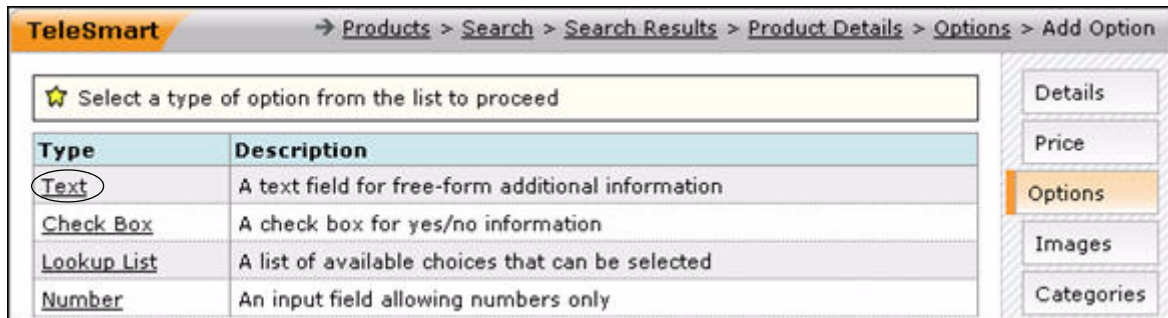 TeleSmart
→ Products > Search > Search Results > Product Details > Options > Add Option
Select a type of option from the list to proceed
Type Description
Text A text field for free-form additional information
Check Box A check box for yes/no information
Lookup List A list of available choices that can be selected
Number An input field allowing numbers only
Details
Price
Options
Images
Categories